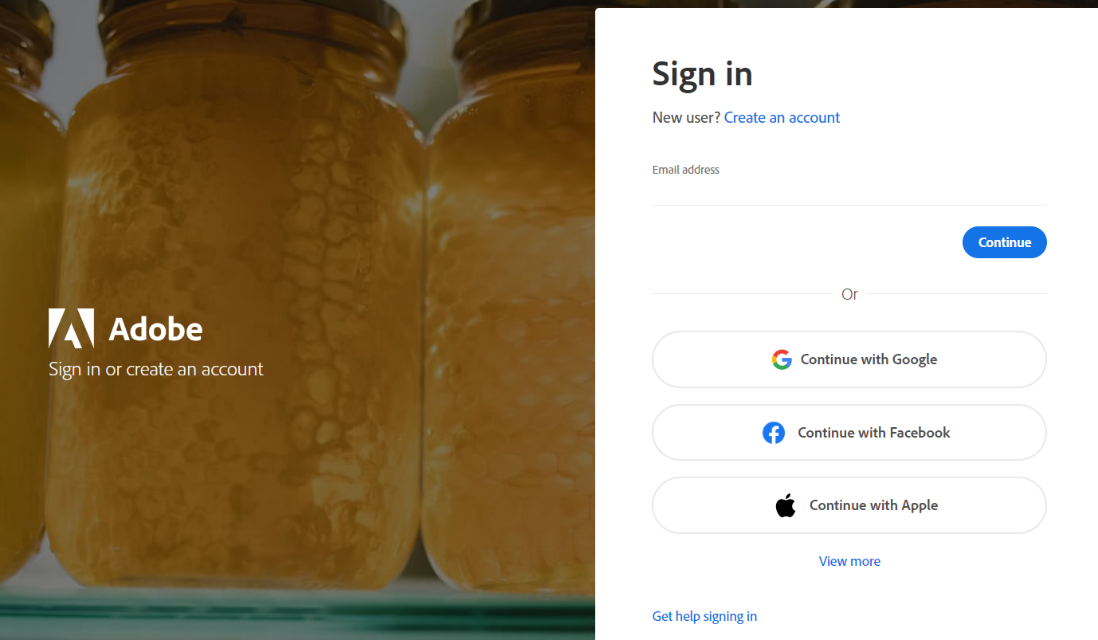 Adobe
Sign in or create an account
Sign in
New user? Create an account
Email address
Continue
Or
Continue with Google
Continue with Facebook
Continue with Apple
View more
Get help signing in